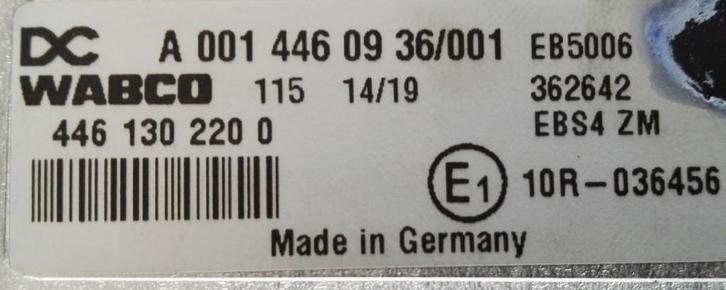 DC A 001 446 09 36/001 EB5006
WABCO 115 14/19 362642
446 130 220 0 EBS4 ZM
E1 10R-036456
Made in Germany